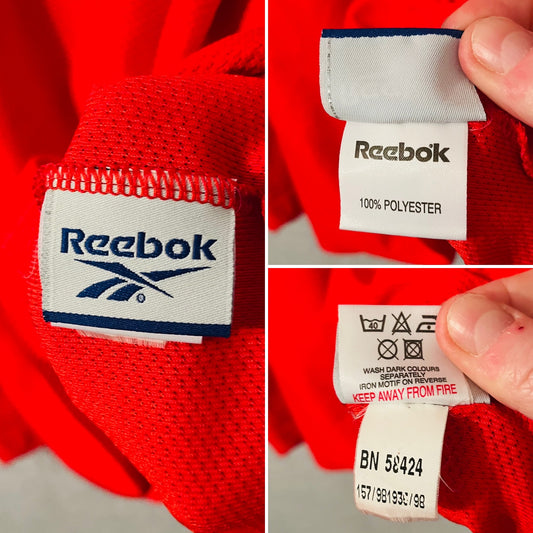 Reebok
®
Reebok
100% POLYESTER
40
WASH DARK COLOURS
SEPARATELY
IRON MOTIF ON REVERSE
KEEP AWAY FROM FIRE
BN 58424